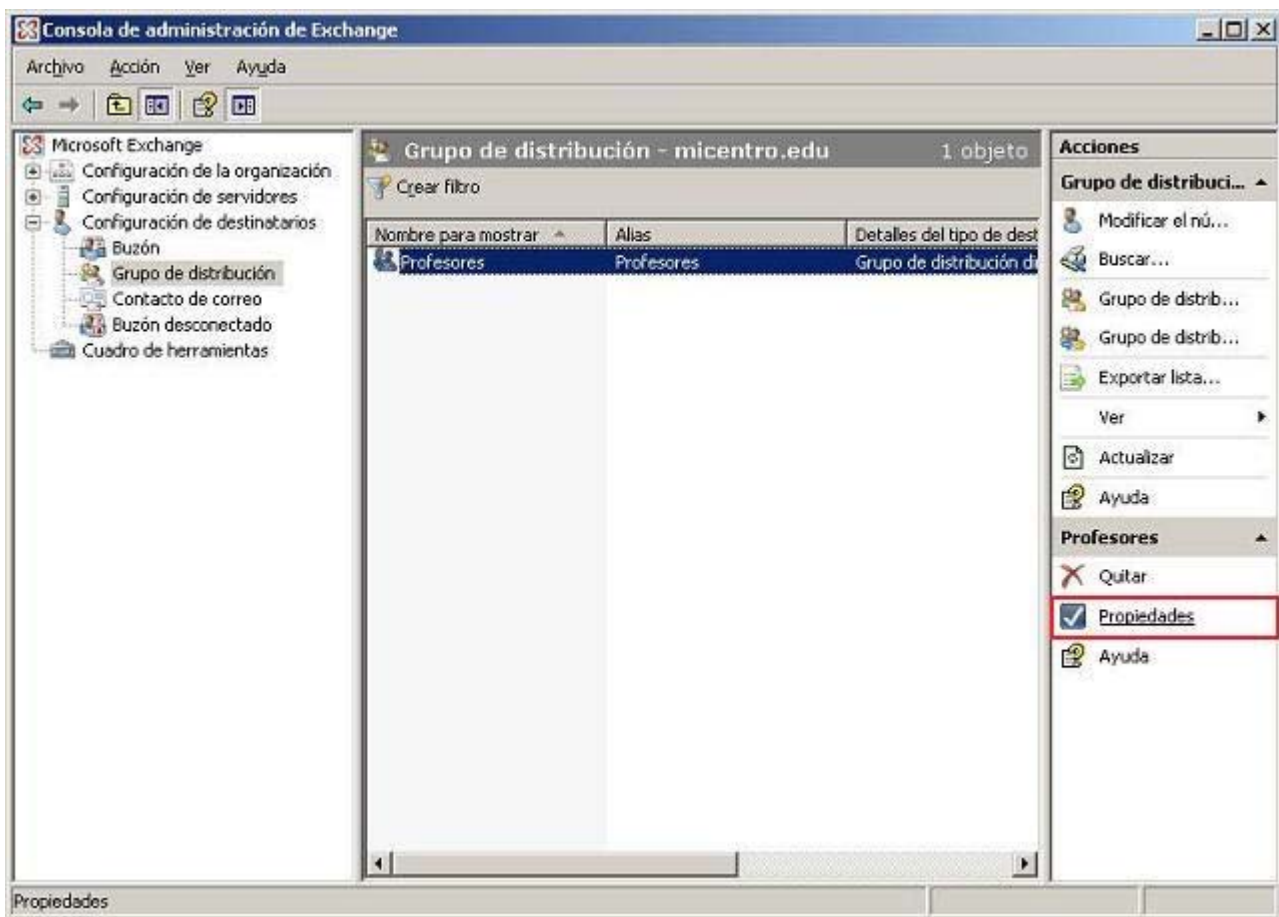 Consola de administración de Exchange
Archivo Acción Ver Ayuda
Microsoft Exchange
Configuración de la organización
Configuración de servidores
Configuración de destinatarios
Buzón
Grupo de distribución
Contacto de correo
Buzón desconectado
Cuadro de herramientas
Grupo de distribución - micentro.edu 1 objeto
Crear filtro
Nombre para mostrar Alias Detalles del tipo de dest
Profesores Profesores Grupo de distribución di
Acciones
Grupo de distribuci...
Modificar el nú...
Buscar...
Grupo de distrib...
Grupo de distrib...
Exportar lista...
Ver
Actualizar
Ayuda
Profesores
Quitar
Propiedades
Ayuda
Propiedades